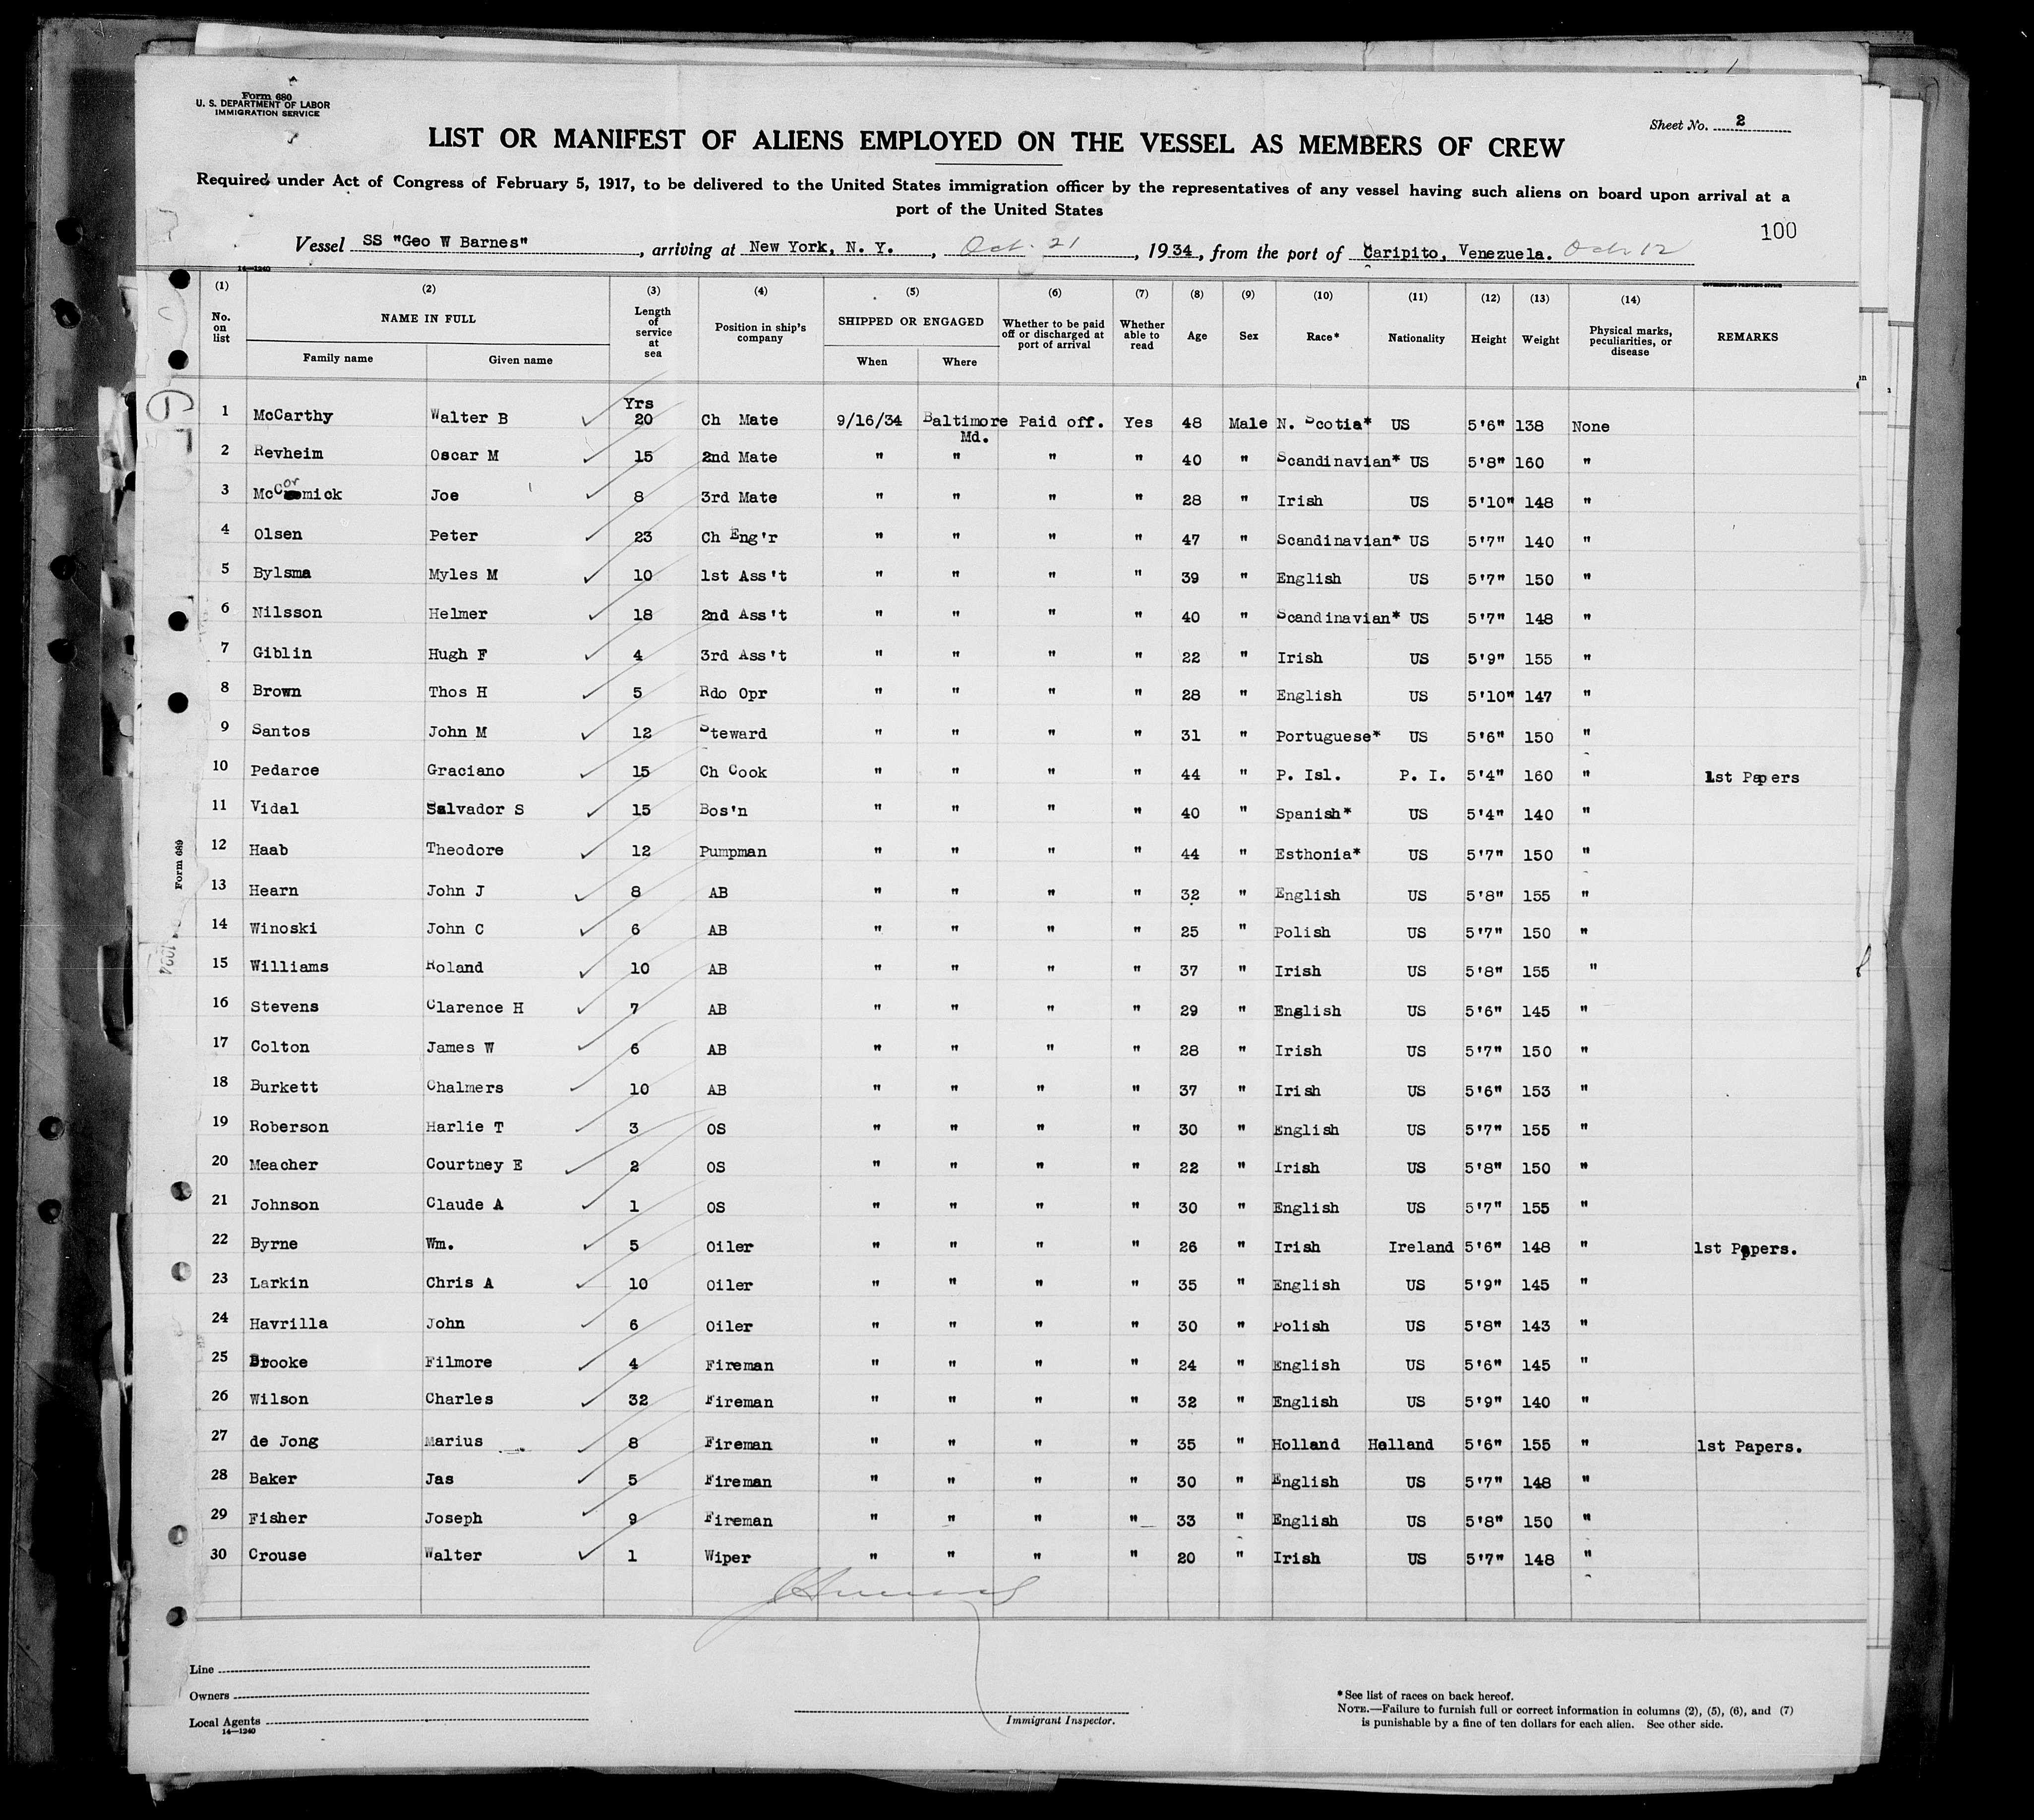 Form 680
U. S. DEPARTMENT OF LABOR
IMMIGRATION SERVICE
Sheet No. 2
LIST OR MANIFEST OF ALIENS EMPLOYED ON THE VESSEL AS MEMBERS OF CREW
Required under Act of Congress of February 5, 1917, to be delivered to the United States immigration officer by the representatives of any vessel having such aliens on board upon arrival at a
port of the United States
100
Vessel SS "Geo W Barnes", arriving at New York, N. Y., Oct. 21, 1934, from the port of Caripito, Venezuela. Oct 12
14—1240
GOVERNMENT PRINTING OFFICE
(1) (2) (3) (4) (5) (6) (7) (8) (9) (10) (11) (12) (13) (14)
No. on list NAME IN FULL Family name Given name Length of service at sea Position in ship's company SHIPPED OR ENGAGED When Where Whether to be paid off or discharged at port of arrival Whether able to read Age Sex Race* Nationality Height Weight Physical marks, peculiarities, or disease REMARKS
Yrs
1 McCarthy Walter B 20 Ch Mate 9/16/34 Baltimore Md. Paid off. Yes 48 Male N. Scotia* US 5'6" 138 None
2 Revheim Oscar M 15 2nd Mate " " " " 40 " Scandinavian* US 5'8" 160 "
3 McCormick Joe 8 3rd Mate " " " " 28 " Irish US 5'10" 148 "
4 Olsen Peter 23 Ch Eng'r " " " " 47 " Scandinavian* US 5'7" 140 "
5 Bylsma Myles M 10 1st Ass't " " " " 39 " English US 5'7" 150 "
6 Nilsson Helmer 18 2nd Ass't " " " " 40 " Scandinavian* US 5'7" 148 "
7 Giblin Hugh F 4 3rd Ass't " " " " 22 " Irish US 5'9" 155 "
8 Brown Thos H 5 Rdo Opr " " " " 28 " English US 5'10" 147 "
9 Santos John M 12 Steward " " " " 31 " Portuguese* US 5'6" 150 "
10 Pedarce Graciano 15 Ch Cook " " " " 44 " P. Isl. P. I. 5'4" 160 " 1st Papers
11 Vidal Salvador S 15 Bos'n " " " " 40 " Spanish* US 5'4" 140 "
12 Haab Theodore 12 Pumpman " " " " 44 " Esthonia* US 5'7" 150 "
13 Hearn John J 8 AB " " " " 32 " English US 5'8" 155 "
14 Winoski John C 6 AB " " " " 25 " Polish US 5'7" 150 "
15 Williams Roland 10 AB " " " " 37 " Irish US 5'8" 155 "
16 Stevens Clarence H 7 AB " " " " 29 " English US 5'6" 145 "
17 Colton James W 6 AB " " " " 28 " Irish US 5'7" 150 "
18 Burkett Chalmers 10 AB " " " " 37 " Irish US 5'6" 153 "
19 Roberson Harlie T 3 OS " " " " 30 " English US 5'7" 155 "
20 Meacher Courtney E 2 OS " " " " 22 " Irish US 5'8" 150 "
21 Johnson Claude A 1 OS " " " " 30 " English US 5'7" 155 "
22 Byrne Wm. 5 Oiler " " " " 26 " Irish Ireland 5'6" 148 " 1st Papers.
23 Larkin Chris A 10 Oiler " " " " 35 " English US 5'9" 145 "
24 Havrilla John 6 Oiler " " " " 30 " Polish US 5'8" 143 "
25 Brooke Filmore 4 Fireman " " " " 24 " English US 5'6" 145 "
26 Wilson Charles 32 Fireman " " " " 32 " English US 5'9" 140 "
27 de Jong Marius 8 Fireman " " " " 35 " Holland Holland 5'6" 155 " 1st Papers.
28 Baker Jas 5 Fireman " " " " 30 " English US 5'7" 148 "
29 Fisher Joseph 9 Fireman " " " " 33 " English US 5'8" 150 "
30 Crouse Walter 1 Wiper " " " " 20 " Irish US 5'7" 148 "
Form 689
Line
Owners
Local Agents
14—1240
Immigrant Inspector.
*See list of races on back hereof.
NOTE.—Failure to furnish full or correct information in columns (2), (5), (6), and (7)
is punishable by a fine of ten dollars for each alien. See other side.